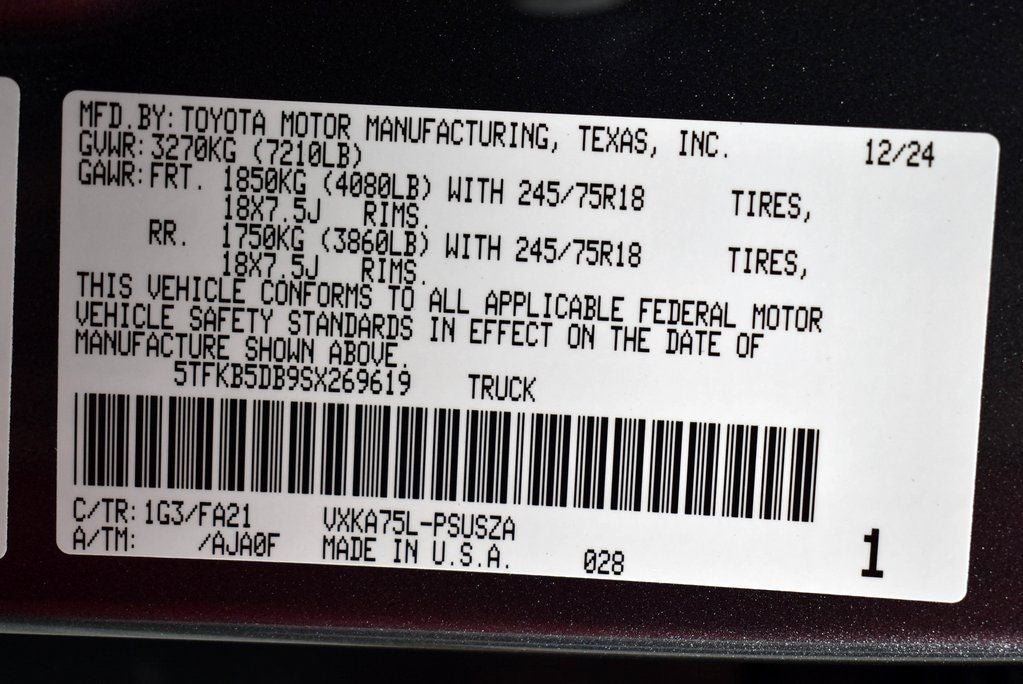 MFD.BY: TOYOTA MOTOR MANUFACTURING, TEXAS, INC. 12/24
GVWR: 3270KG (7210LB)
GAWR: FRT. 1850KG (4080LB) WITH 245/75R18 TIRES,
18X7.5J RIMS.
RR. 1750KG (3860LB) WITH 245/75R18 TIRES,
18X7.5J RIMS.
THIS VEHICLE CONFORMS TO ALL APPLICABLE FEDERAL MOTOR
VEHICLE SAFETY STANDARDS IN EFFECT ON THE DATE OF
MANUFACTURE SHOWN ABOVE.
5TFKB5DB9SX269619 TRUCK
C/TR: 1G3/FA21 VXKA75L-PSUSZA
A/TM: /AJA0F MADE IN U.S.A. 028 1